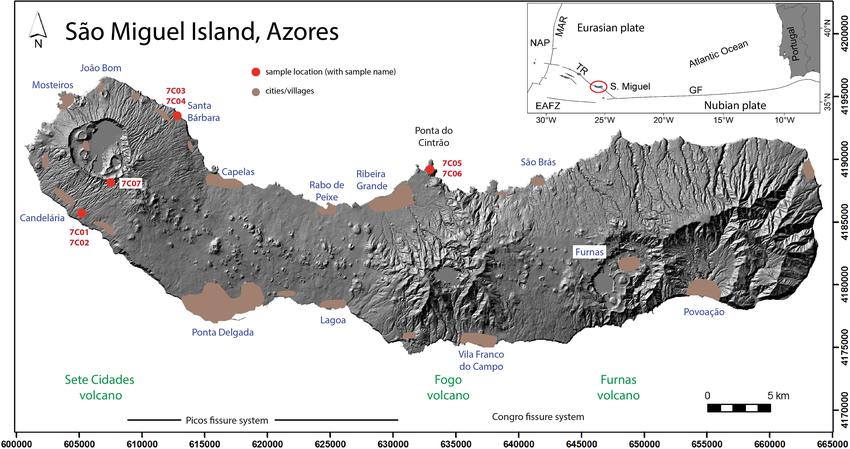 São Miguel Island, Azores
N
sample location (with sample name)
cities/villages
MAR
Eurasian plate
NAP
TR
Atlantic Ocean
Portugal
S. Miguel
GF
EAFZ
Nubian plate
40°N
35°N
30°W
25°W
20°W
15°W
10°W
João Bom
Mosteiros
7C03
7C04
Santa
Bárbara
Capelas
7C07
Candelária
7C01
7C02
Rabo de
Peixe
Ribeira
Grande
Ponta do
Cintrão
7C05
7C06
São Brás
Furnas
Povoação
Ponta Delgada
Lagoa
Vila Franco
do Campo
Sete Cidades
volcano
Fogo
volcano
Furnas
volcano
0
5 km
Picos fissure system
Congro fissure system
4200000
4195000
4190000
4185000
4180000
4175000
4170000
600000
605000
610000
615000
620000
625000
630000
635000
640000
645000
650000
655000
660000
665000